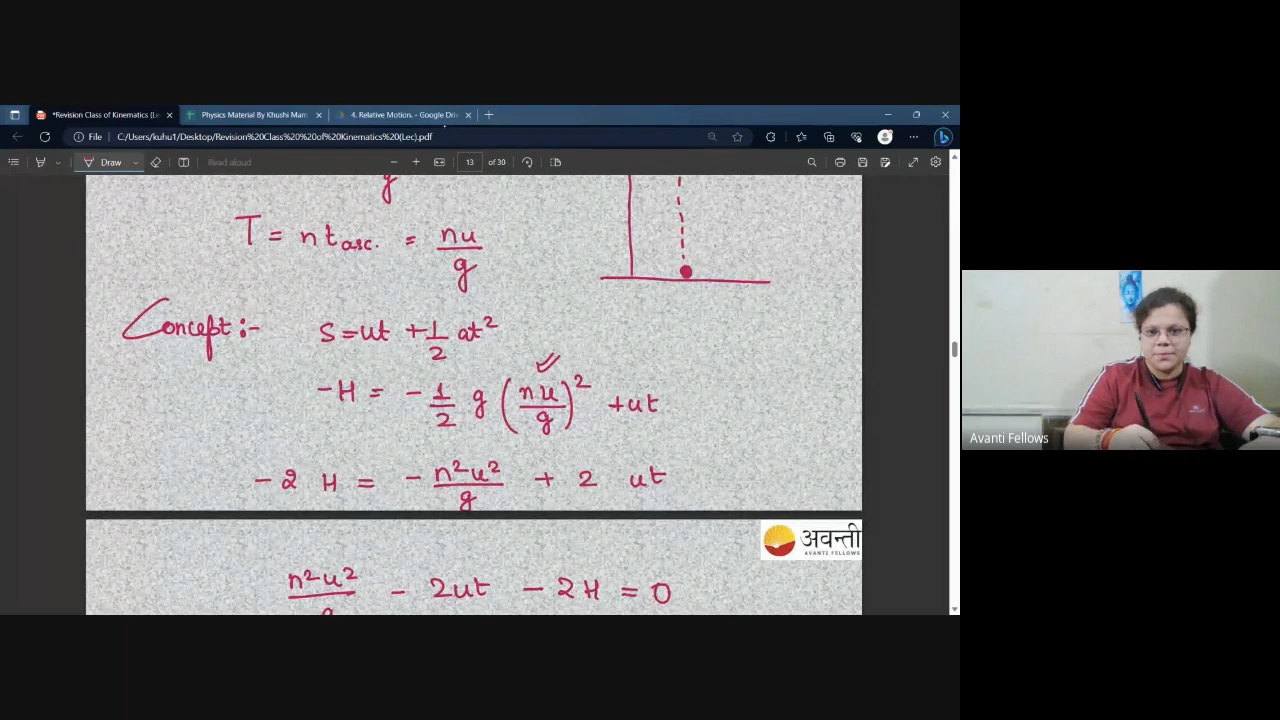 *Revision Class of Kinematics (Le
Physics Material By Khushi Mam
4. Relative Motion. - Google Dri
File
C:/Users/kuhu1/Desktop/Revision%20Class%20%20of%20Kinematics%20(Lec).pdf
Draw
Read aloud
13 of 30
g
T = n t asc. = nu/g
Concept :- S = ut + 1/2 at²
-H = - 1/2 g (nu/g)² + ut
- 2 H = - n²u²/g + 2 ut
अवन्ती
AVANTI FELLOWS
n²u²/g - 2ut - 2H = 0
Avanti Fellows